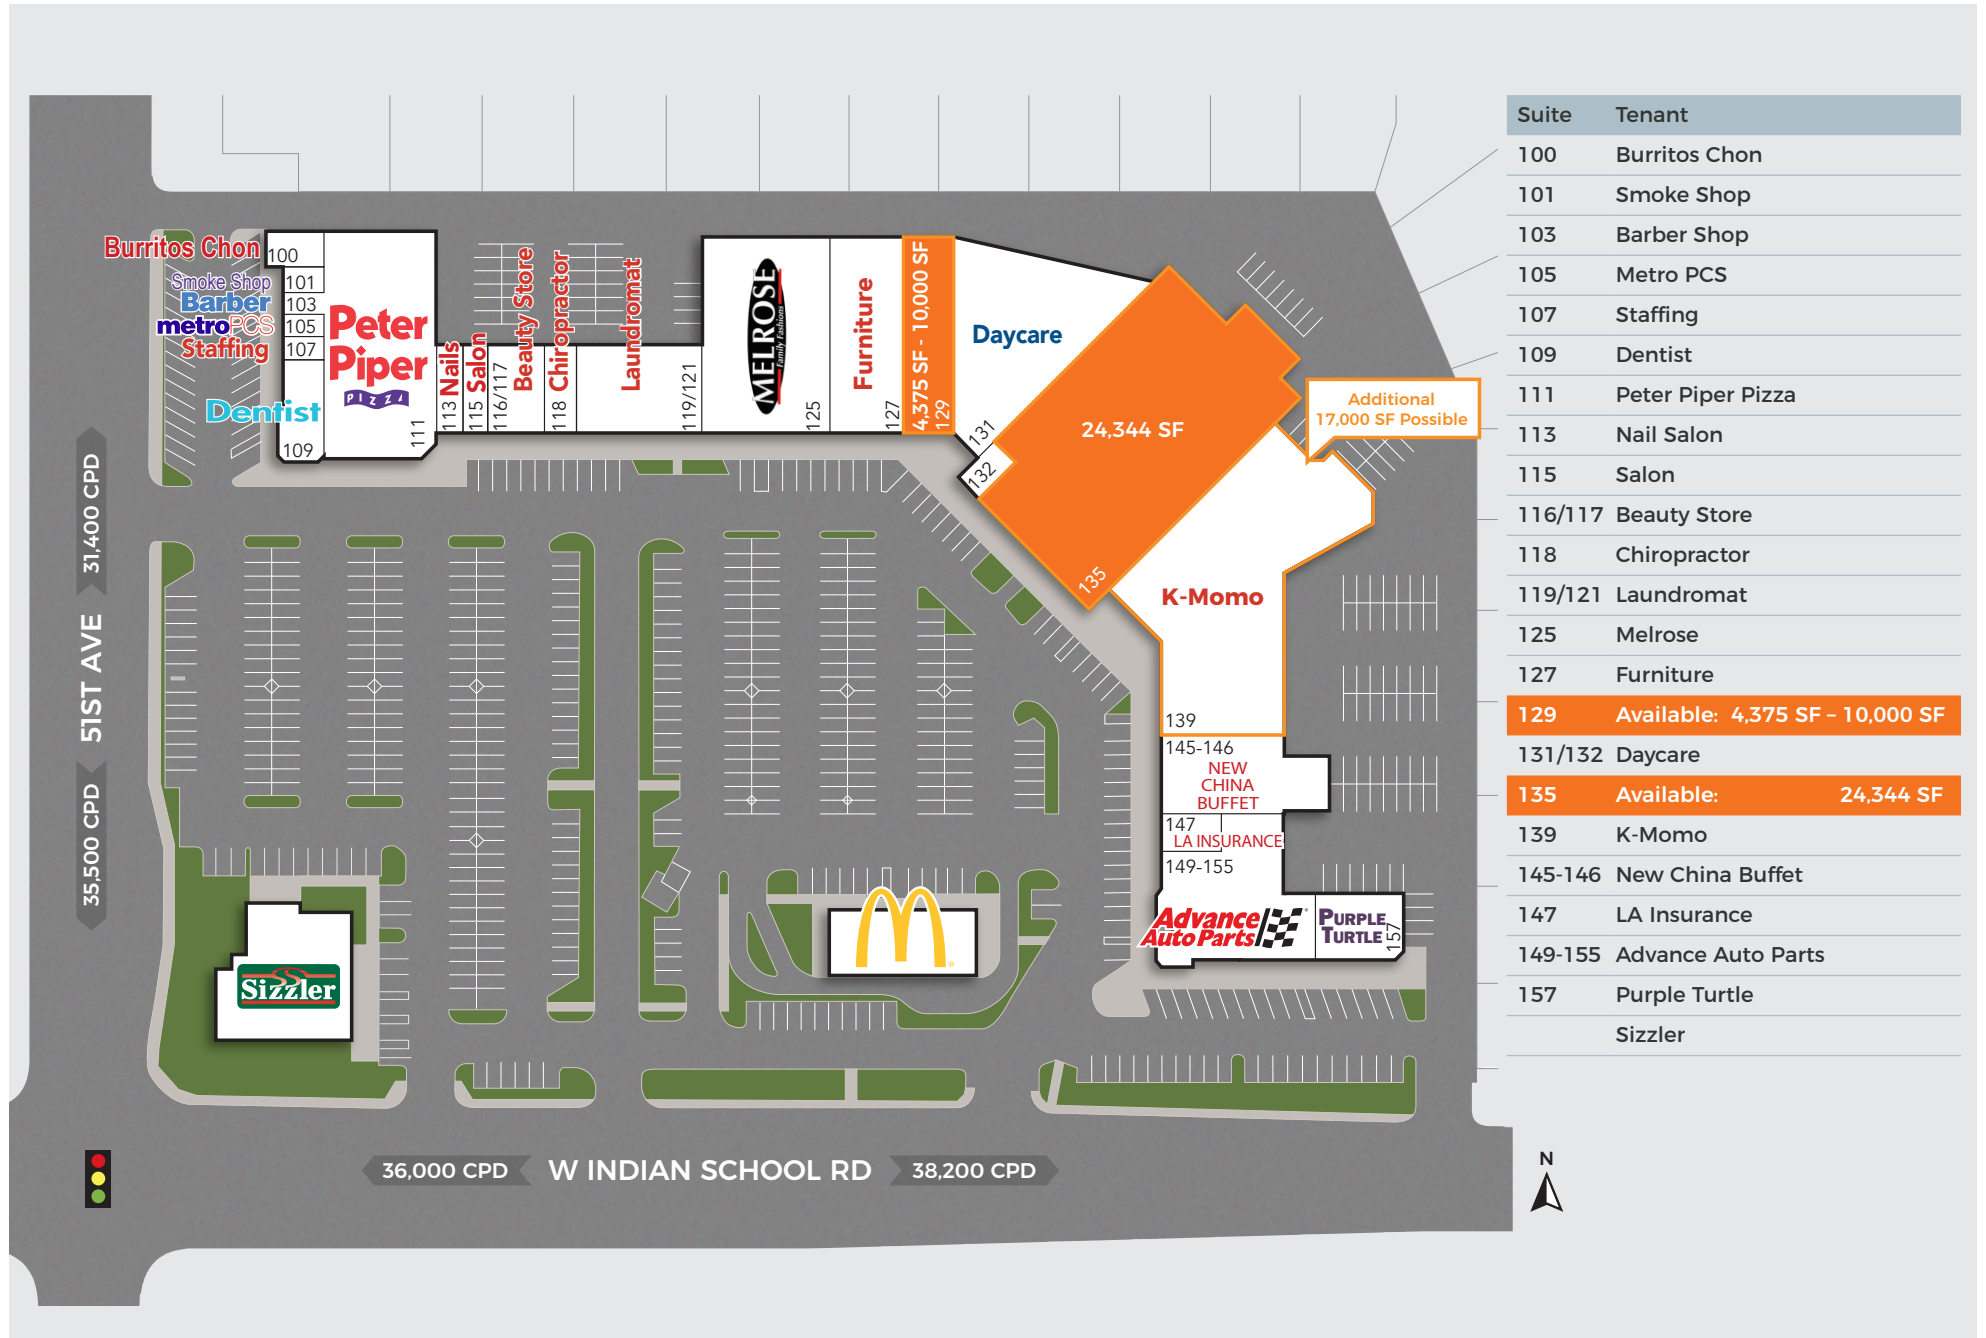 Burritos Chon
100
Smoke Shop
101
Barber
103
metroPCS
105
Staffing
107
Dentist
109
Peter
Piper
PIZZA
111
Nails
113
Salon
115
Beauty Store
116/117
Chiropractor
118
Laundromat
119/121
MELROSE
Family Fashions
125
Furniture
127
4,375 SF - 10,000 SF
129
Daycare
131
132
24,344 SF
135
Additional
17,000 SF Possible
K-Momo
139
145-146
NEW
CHINA
BUFFET
147
LA INSURANCE
149-155
Advance
Auto Parts
PURPLE
TURTLE
157
Sizzler
31,400 CPD
51ST AVE
35,500 CPD
36,000 CPD
W INDIAN SCHOOL RD
38,200 CPD
N
Suite Tenant
100 Burritos Chon
101 Smoke Shop
103 Barber Shop
105 Metro PCS
107 Staffing
109 Dentist
111 Peter Piper Pizza
113 Nail Salon
115 Salon
116/117 Beauty Store
118 Chiropractor
119/121 Laundromat
125 Melrose
127 Furniture
129 Available: 4,375 SF – 10,000 SF
131/132 Daycare
135 Available: 24,344 SF
139 K-Momo
145-146 New China Buffet
147 LA Insurance
149-155 Advance Auto Parts
157 Purple Turtle
Sizzler